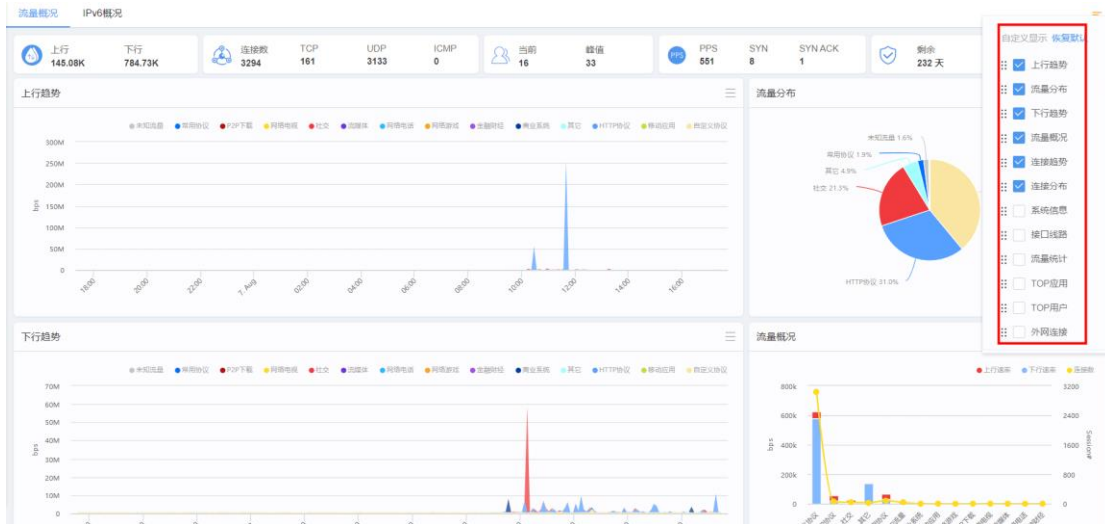 流量概况 IPv6概况
上行 下行 连接数 TCP UDP ICMP 当前 峰值 PPS PPS SYN SYN ACK 剩余
145.08K 784.73K 3294 161 3133 0 16 33 551 8 1 232 天
自定义显示 恢复默认
上行趋势
流量分布
下行趋势
流量概况
连接趋势
连接分布
系统信息
接口线路
流量统计
TOP应用
TOP用户
外网连接
上行趋势
未知流量 常用协议 P2P下载 网络电视 社交 流媒体 网络电话 网络游戏 金融财经 商业系统 其它 HTTP协议 移动应用 自定义协议
300M
250M
200M
150M
100M
50M
0
bps
18:00 20:00 22:00 7. Aug 02:00 04:00 06:00 08:00 10:00 12:00 14:00 16:00
流量分布
未知流量 1.6%
常用协议 1.9%
其它 4.9%
社交 21.3%
HTTP协议 31.0%
下行趋势
未知流量 常用协议 P2P下载 网络电视 社交 流媒体 网络电话 网络游戏 金融财经 商业系统 其它 HTTP协议 移动应用 自定义协议
70M
60M
50M
40M
30M
20M
10M
0
bps
流量概况
上行速率 下行速率 连接数
800k 3200
600k 2400
400k 1600
200k 800
0 0
bps
Session#
社交 其它